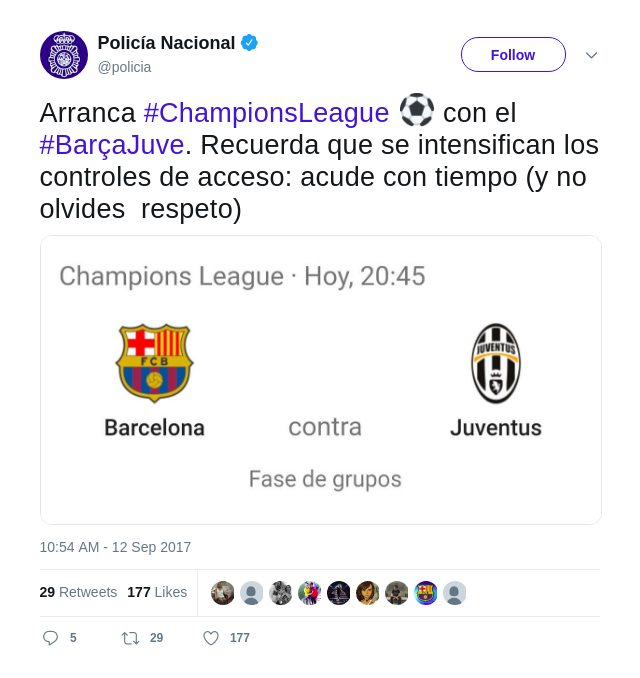 Policía Nacional
@policia
Follow
Arranca #ChampionsLeague ⚽ con el
#BarçaJuve. Recuerda que se intensifican los
controles de acceso: acude con tiempo (y no
olvides  respeto)
Champions League · Hoy, 20:45
FCB
JUVENTUS
Barcelona contra Juventus
Fase de grupos
10:54 AM - 12 Sep 2017
29 Retweets 177 Likes
5 29 177